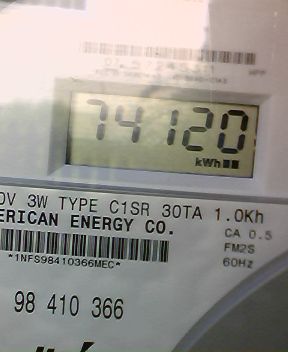 74120
kWh
0V 3W TYPE C1SR 30TA 1.0Kh
ERICAN ENERGY CO.
CA 0.5
FM2S
60Hz
*1NFS98410366MEC*
98 410 366